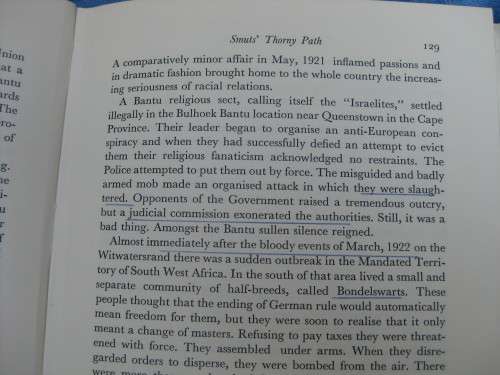 Smuts' Thorny Path
129
A comparatively minor affair in May, 1921 inflamed passions and
in dramatic fashion brought home to the whole country the increas-
ing seriousness of racial relations.
A Bantu religious sect, calling itself the "Israelites," settled
illegally in the Bulhoek Bantu location near Queenstown in the Cape
Province. Their leader began to organise an anti-European con-
spiracy and when they had successfully defied an attempt to evict
them their religious fanaticism acknowledged no restraints. The
Police attempted to put them out by force. The misguided and badly
armed mob made an organised attack in which they were slaugh-
tered. Opponents of the Government raised a tremendous outcry,
but a judicial commission exonerated the authorities. Still, it was a
bad thing. Amongst the Bantu sullen silence reigned.
Almost immediately after the bloody events of March, 1922 on the
Witwatersrand there was a sudden outbreak in the Mandated Terri-
tory of South West Africa. In the south of that area lived a small and
separate community of half-breeds, called Bondelswarts. These
people thought that the ending of German rule would automatically
mean freedom for them, but they were soon to realise that it only
meant a change of masters. Refusing to pay taxes they were threat-
ened with force. They assembled under arms. When they disre-
garded orders to disperse, they were bombed from the air. There
were more